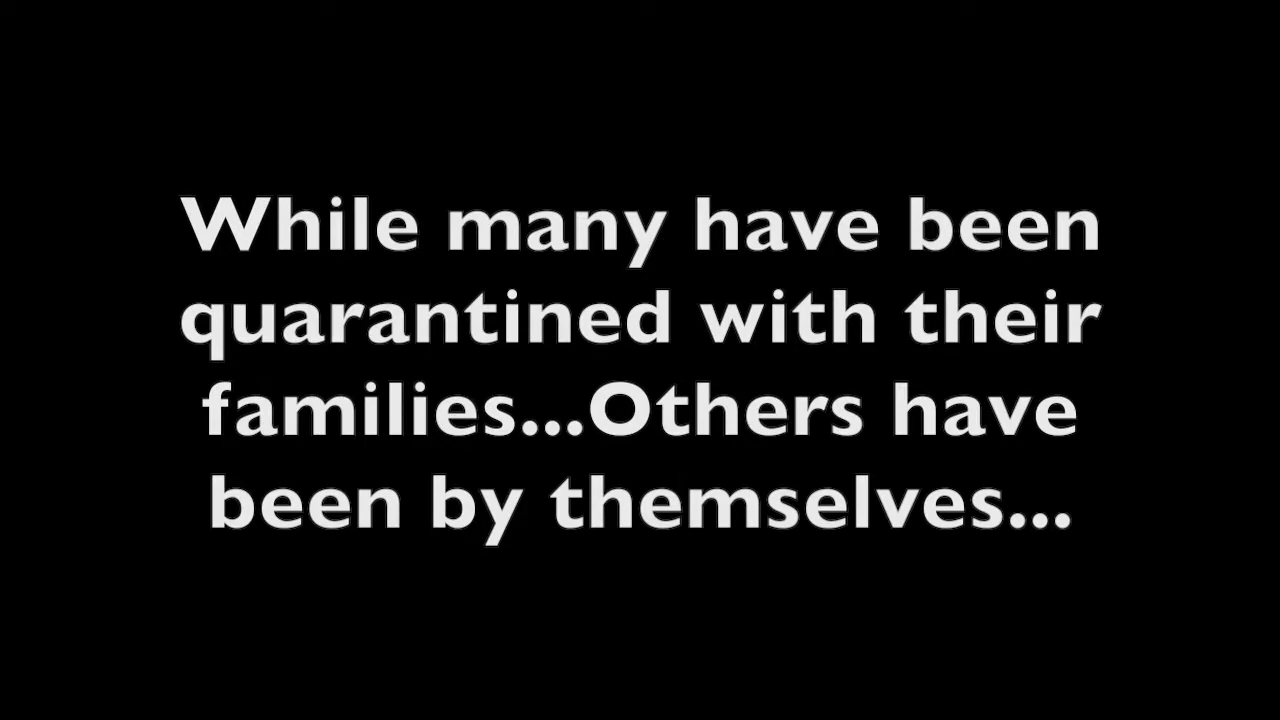 While many have been
quarantined with their
families...Others have
been by themselves...